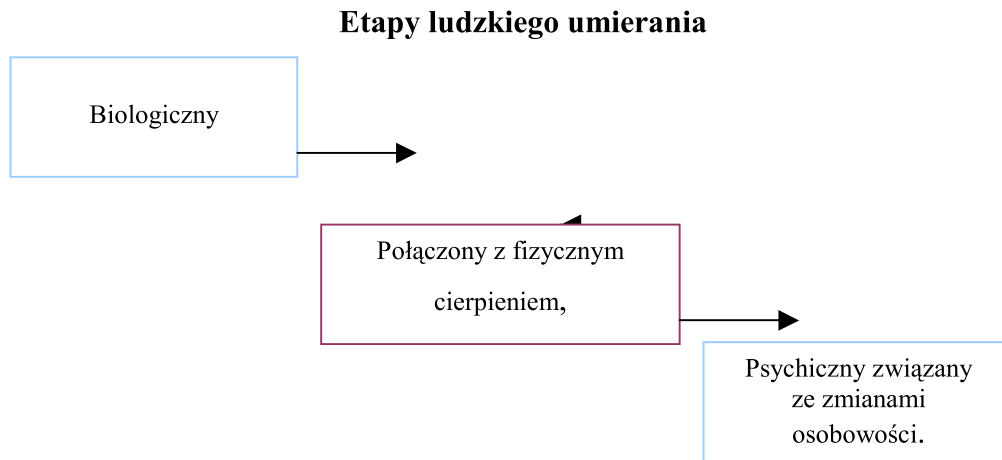 Etapy ludzkiego umierania
Biologiczny
Połączony z fizycznym
cierpieniem,
Psychiczny związany
ze zmianami
osobowości.